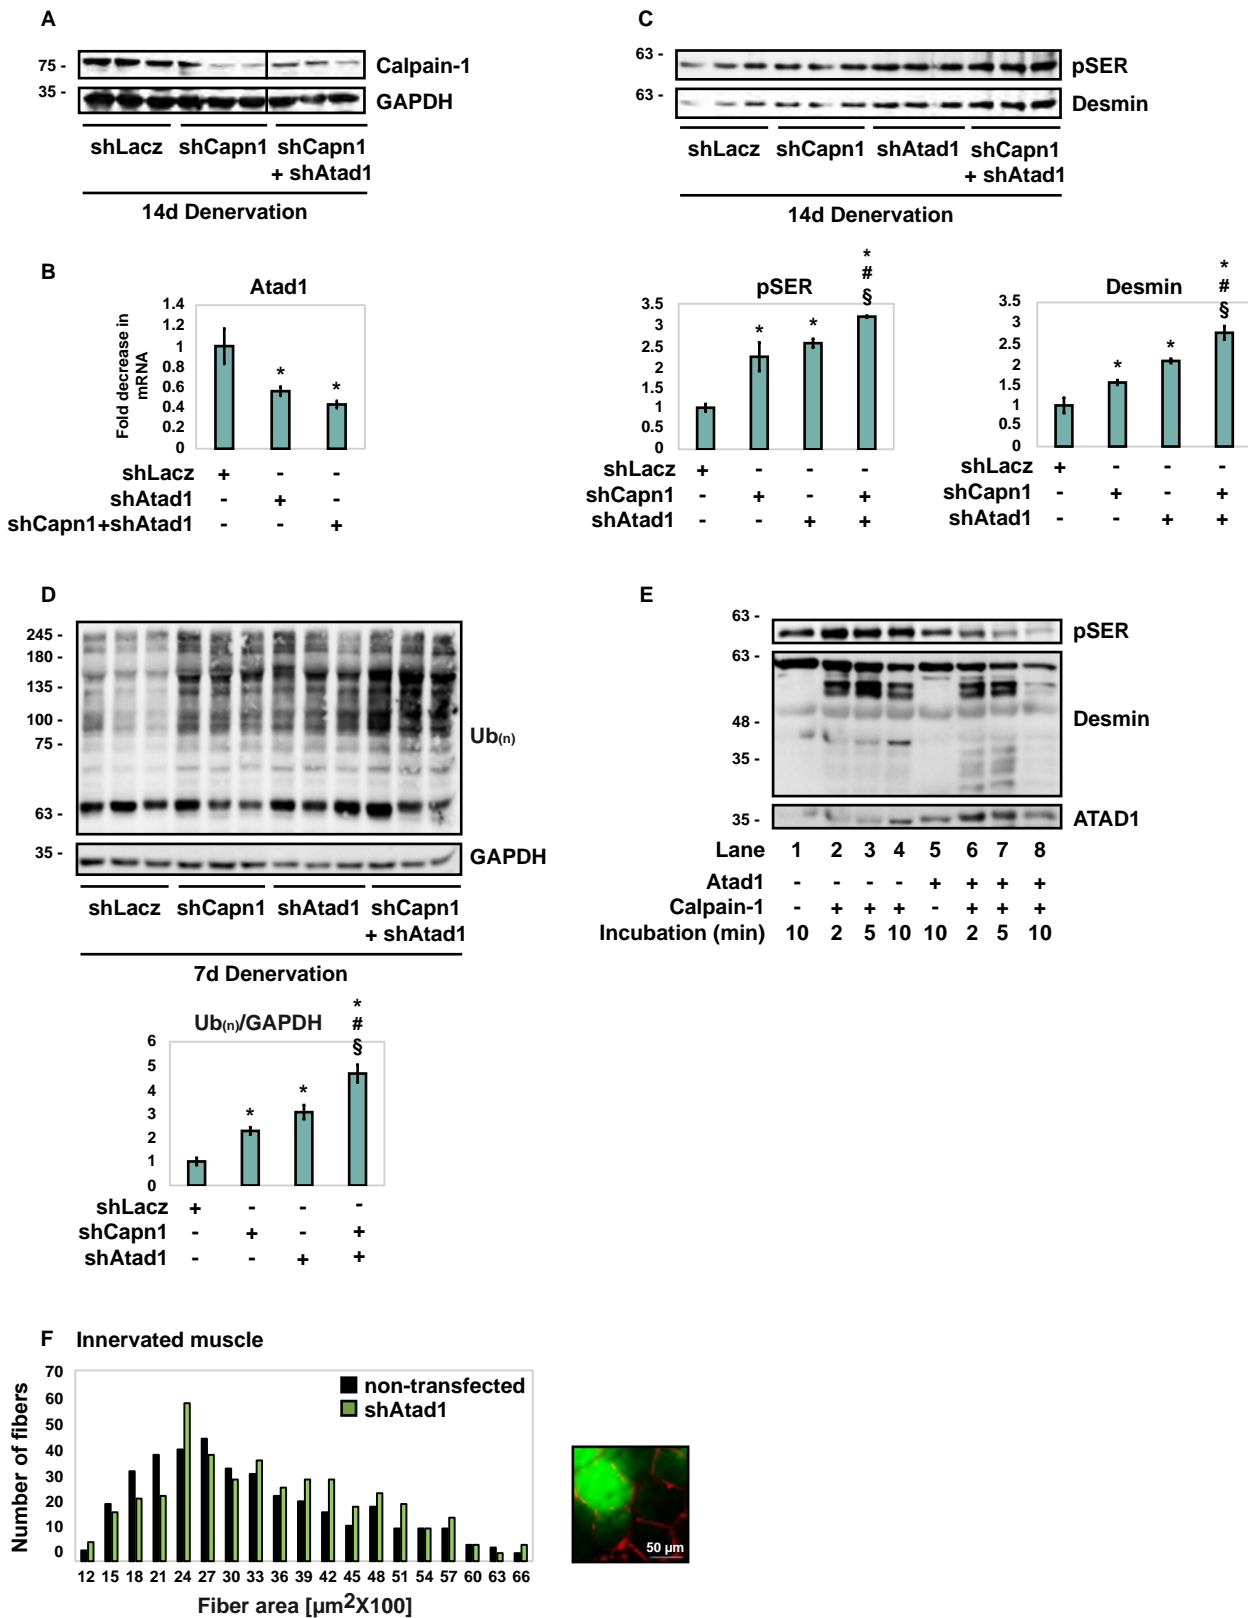 A
75 -
Calpain-1
35 -
GAPDH
shLacz shCapn1 shCapn1
+ shAtad1
14d Denervation
C
63 -
pSER
63 -
Desmin
shLacz shCapn1 shAtad1 shCapn1
+ shAtad1
14d Denervation
B
Atad1
Fold decrease in
mRNA
1.4
1.2
1
0.8
0.6
0.4
0.2
0
* *
shLacz + - -
shAtad1 - + -
shCapn1+shAtad1 - - +
pSER
3.5
3
2.5
2
1.5
1
0.5
0
* * *
#
§
shLacz + - - -
shCapn1 - + - +
shAtad1 - - + +
Desmin
3.5
3
2.5
2
1.5
1
0.5
0
* * *
#
§
shLacz + - - -
shCapn1 - + - +
shAtad1 - - + +
D
245 -
180 -
135 -
100 -
75 -
63 -
Ub(n)
35 -
GAPDH
shLacz shCapn1 shAtad1 shCapn1
+ shAtad1
7d Denervation
Ub(n)/GAPDH
6
5
4
3
2
1
0
* * *
#
§
shLacz + - - -
shCapn1 - + - +
shAtad1 - - + +
E
63 -
pSER
63 -
48 -
35 -
Desmin
35 -
ATAD1
Lane 1 2 3 4 5 6 7 8
Atad1 - - - - + + + +
Calpain-1 - + + + - + + +
Incubation (min) 10 2 5 10 10 2 5 10
F Innervated muscle
Number of fibers
70
60
50
40
30
20
10
0
non-transfected
shAtad1
12 15 18 21 24 27 30 33 36 39 42 45 48 51 54 57 60 63 66
Fiber area [µm²X100]
50 µm